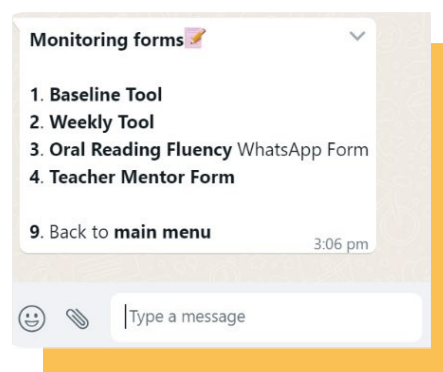 Monitoring forms📝
1. Baseline Tool
2. Weekly Tool
3. Oral Reading Fluency WhatsApp Form
4. Teacher Mentor Form
9. Back to main menu
3:06 pm
Type a message